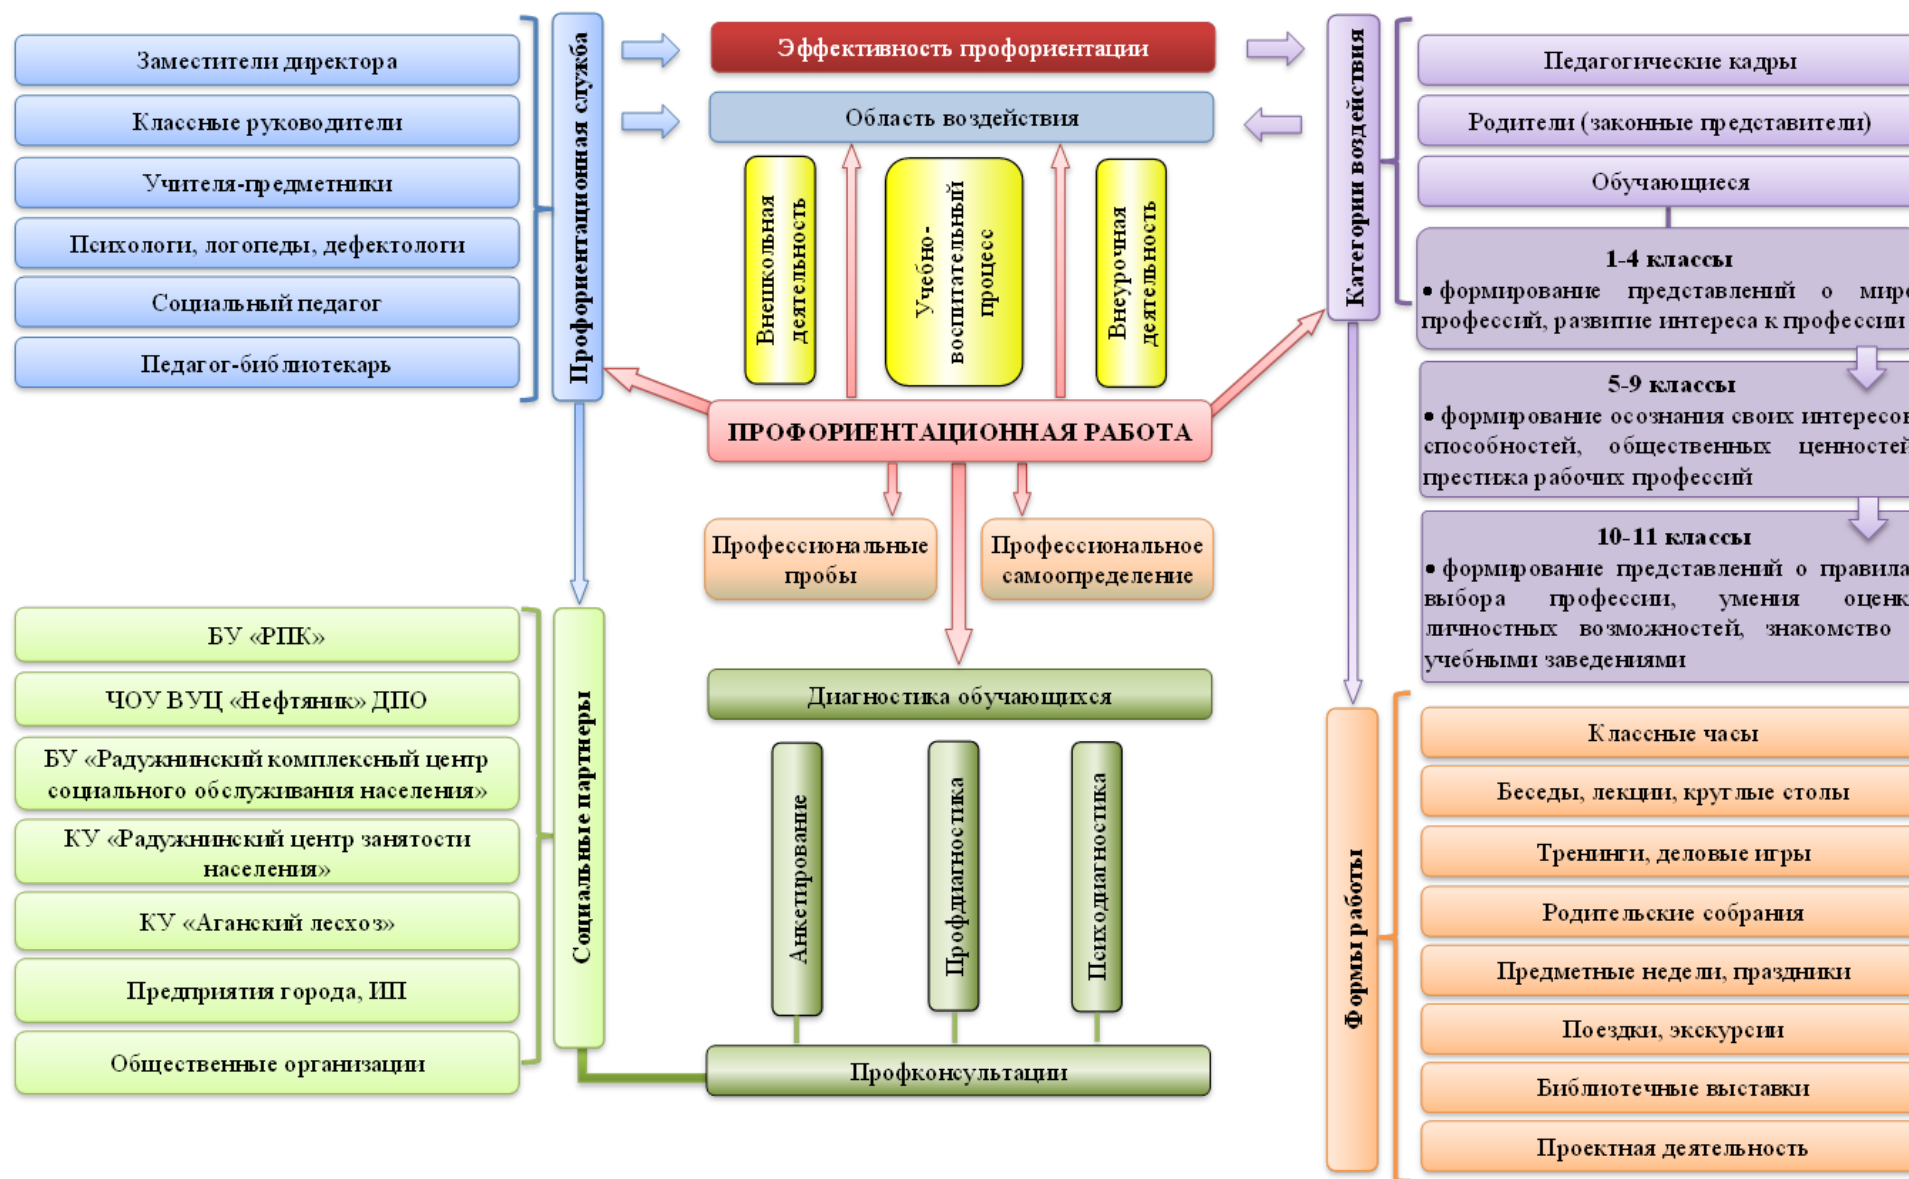 Заместители директора
Классные руководители
Учителя-предметники
Психологи, логопеды, дефектологи
Социальный педагог
Педагог-библиотекарь
Профориентационная служба
Эффективность профориентации
Область воздействия
Внешкольная
деятельность
Учебно-
воспитательный
процесс
Внеурочная
деятельность
ПРОФОРИЕНТАЦИОННАЯ РАБОТА
Профессиональные
пробы
Профессиональное
самоопределение
Категории воздействия
Педагогические кадры
Родители (законные представители)
Обучающиеся
1-4 классы
• формирование представлений о мире
профессий, развитие интереса к профессии
5-9 классы
• формирование осознания своих интересов
способностей, общественных ценностей
престижа рабочих профессий
10-11 классы
• формирование представлений о правила
выбора профессии, умения оценк
личностных возможностей, знакомство
учебными заведениями
БУ «РПК»
ЧОУ ВУЦ «Нефтяник» ДПО
БУ «Радужнинский комплексный центр
социального обслуживания населения»
КУ «Радужнинский центр занятости
населения»
КУ «Аганский лесхоз»
Предприятия города, ИП
Общественные организации
Социальные партнеры
Диагностика обучающихся
Анкетирование
Профдиагностика
Психодиагностика
Профконсультации
Формы работы
Классные часы
Беседы, лекции, круглые столы
Тренинги, деловые игры
Родительские собрания
Предметные недели, праздники
Поездки, экскурсии
Библиотечные выставки
Проектная деятельность